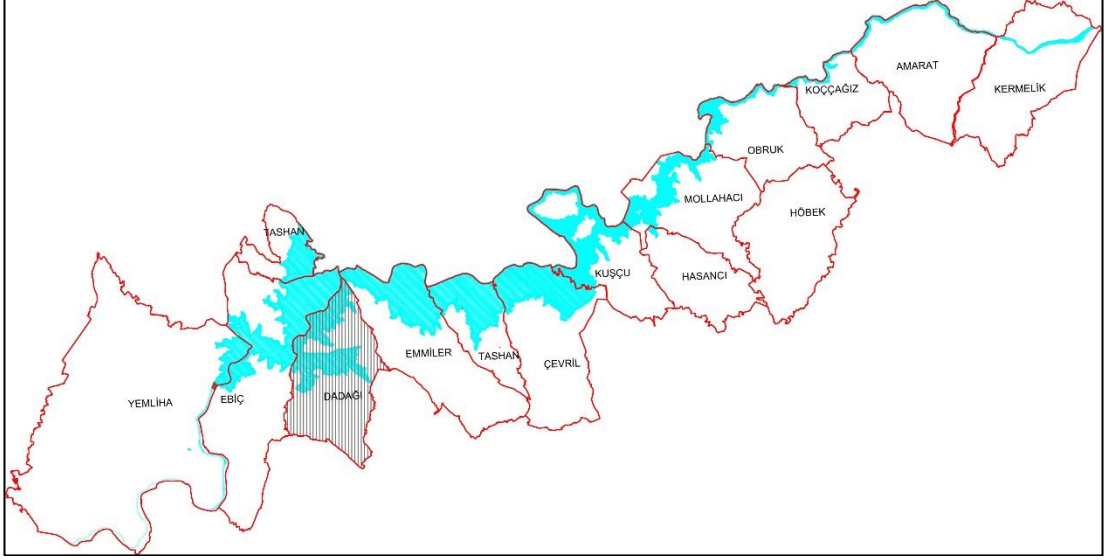 AMARAT
KERMELİK
KOÇÇAĞIZ
OBRUK
MOLLAHACI
HÖBEK
TASHAN
KUŞÇU
HASANCI
EMMİLER
TASHAN
ÇEVRİL
DADAĞI
EBİÇ
YEMLİHA